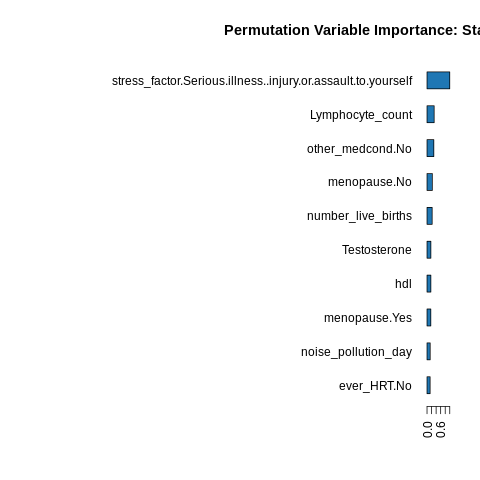 Permutation Variable Importance: Sta
stress_factor.Serious.illness..injury.or.assault.to.yourself
Lymphocyte_count
other_medcond.No
menopause.No
number_live_births
Testosterone
hdl
menopause.Yes
noise_pollution_day
ever_HRT.No
0.0
0.6